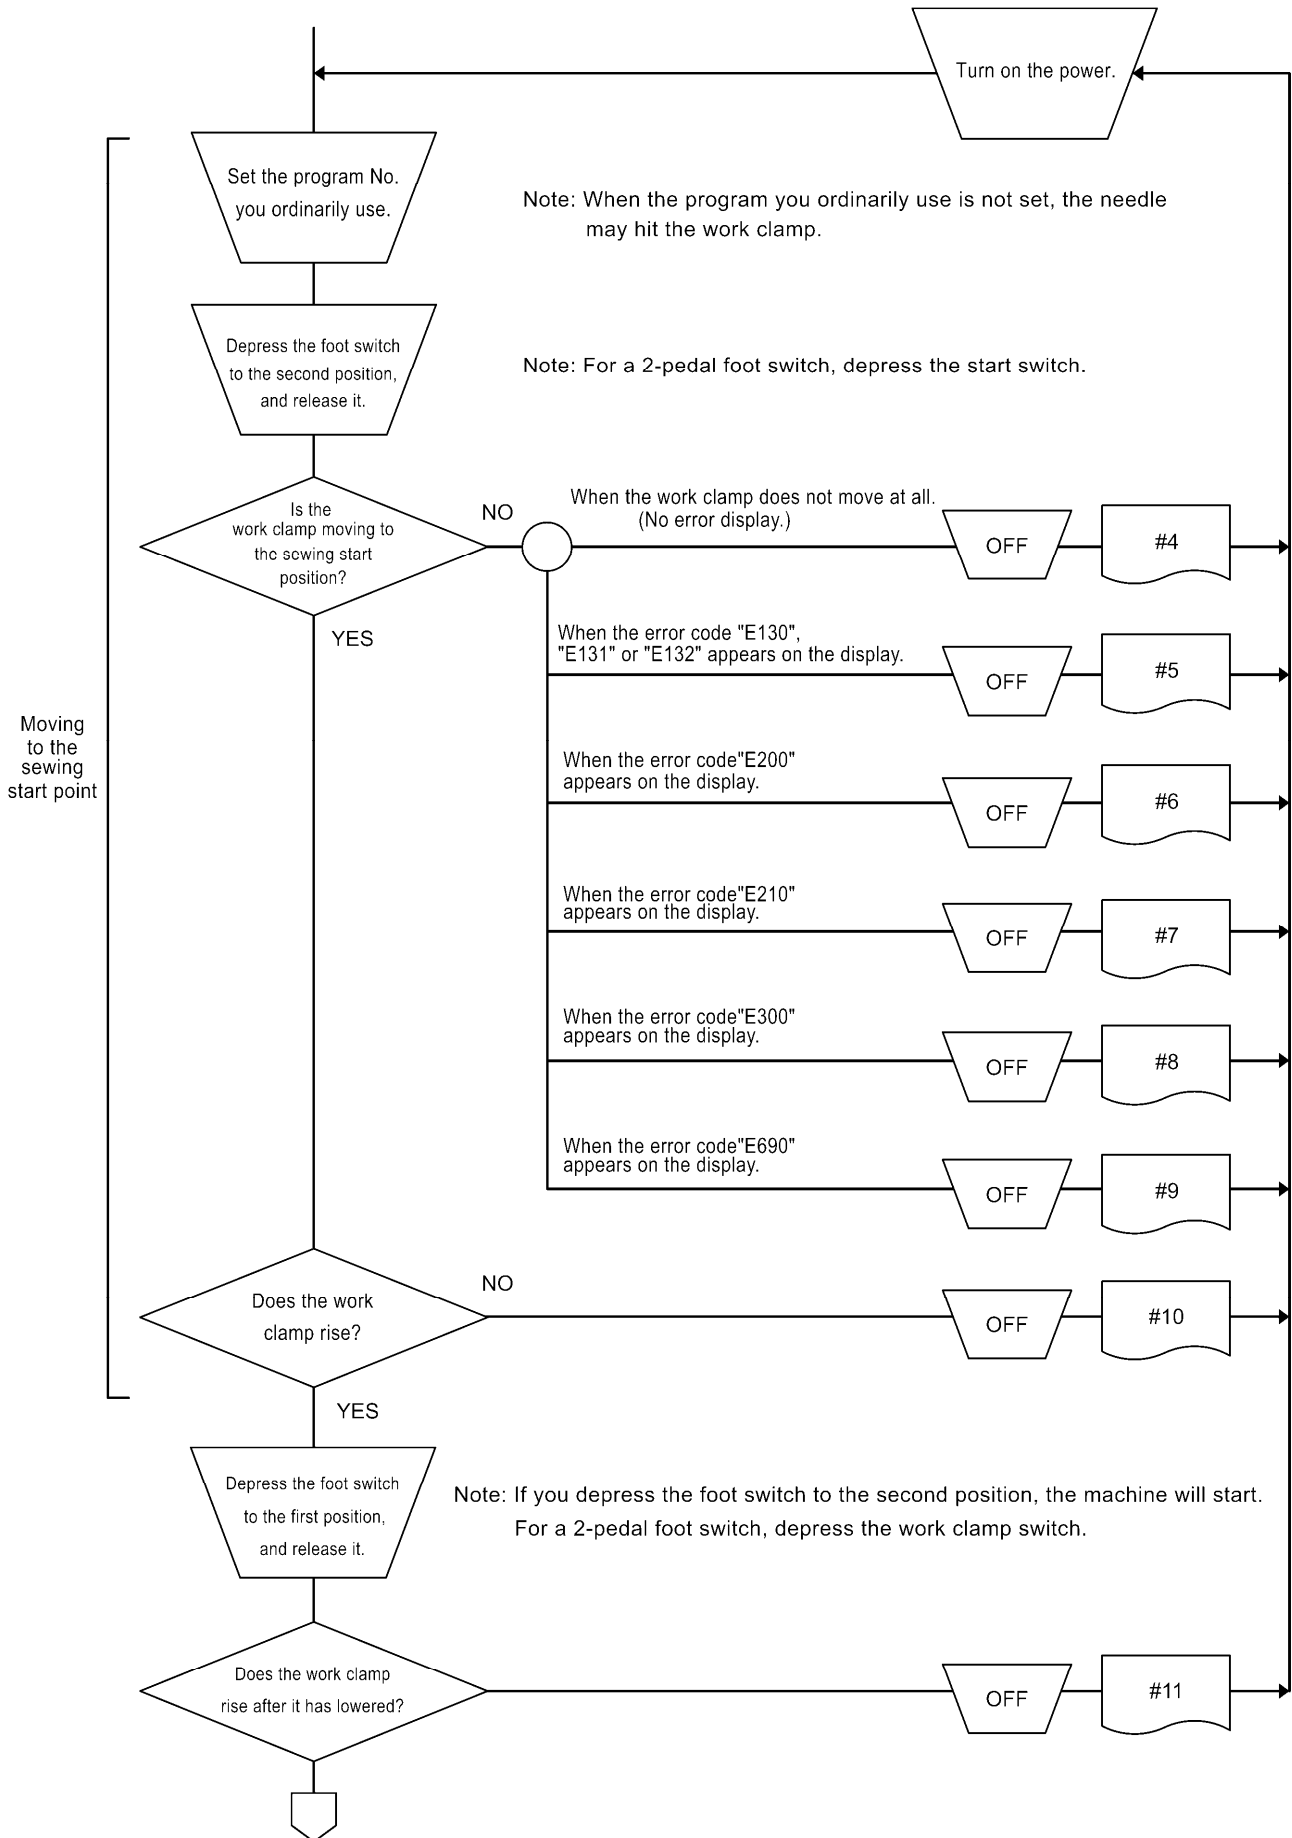 Turn on the power.
Set the program No.
you ordinarily use.
Note: When the program you ordinarily use is not set, the needle
may hit the work clamp.
Depress the foot switch
to the second position,
and release it.
Note: For a 2-pedal foot switch, depress the start switch.
Is the
work clamp moving to
the sewing start
position?
NO
When the work clamp does not move at all.
(No error display.)
OFF
#4
YES
When the error code "E130",
"E131" or "E132" appears on the display.
OFF
#5
Moving
to the
sewing
start point
When the error code"E200"
appears on the display.
OFF
#6
When the error code"E210"
appears on the display.
OFF
#7
When the error code"E300"
appears on the display.
OFF
#8
When the error code"E690"
appears on the display.
OFF
#9
Does the work
clamp rise?
NO
OFF
#10
YES
Depress the foot switch
to the first position,
and release it.
Note: If you depress the foot switch to the second position, the machine will start.
For a 2-pedal foot switch, depress the work clamp switch.
Does the work clamp
rise after it has lowered?
OFF
#11